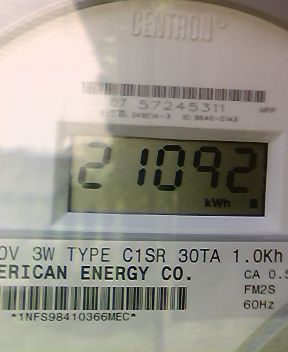 CENTRON®
07 57245311
21092
kWh
0V 3W TYPE C1SR 30TA 1.0Kh
ERICAN ENERGY CO.
CA 0.5
FM2S
60Hz
*1NFS98410366MEC*